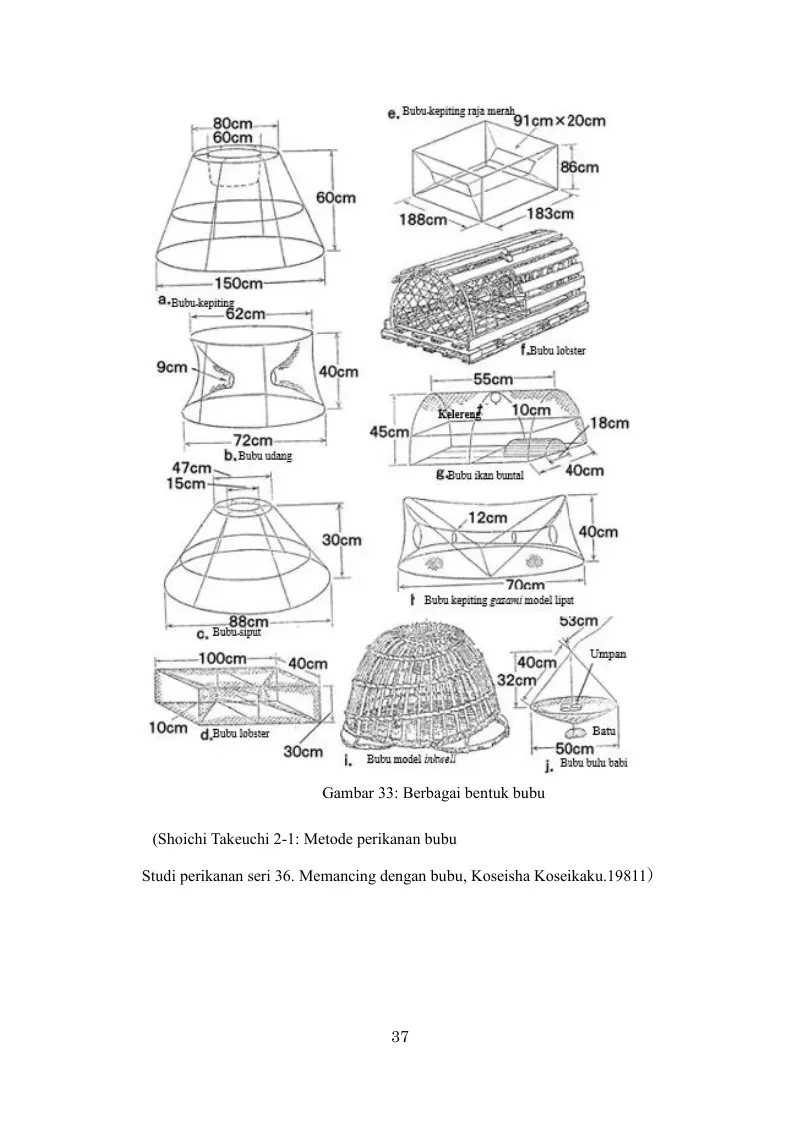 80cm
60cm
60cm
150cm
a. Bubu kepiting
62cm
9cm
40cm
72cm
b. Bubu udang
47cm
15cm
30cm
88cm
c. Bubu siput
100cm
40cm
10cm
d. Bubu lobster
30cm
e. Bubu kepiting raja merah
91cm×20cm
86cm
188cm
183cm
f. Bubu lobster
55cm
Kelereng
10cm
18cm
45cm
g. Bubu ikan buntal
40cm
12cm
40cm
70cm
Bubu kepiting gazami model lipat
i. Bubu model inkwell
53cm
40cm
Umpan
32cm
Batu
50cm
j. Bubu bulu babi
Gambar 33: Berbagai bentuk bubu
(Shoichi Takeuchi 2-1: Metode perikanan bubu
Studi perikanan seri 36. Memancing dengan bubu, Koseisha Koseikaku.19811）
37